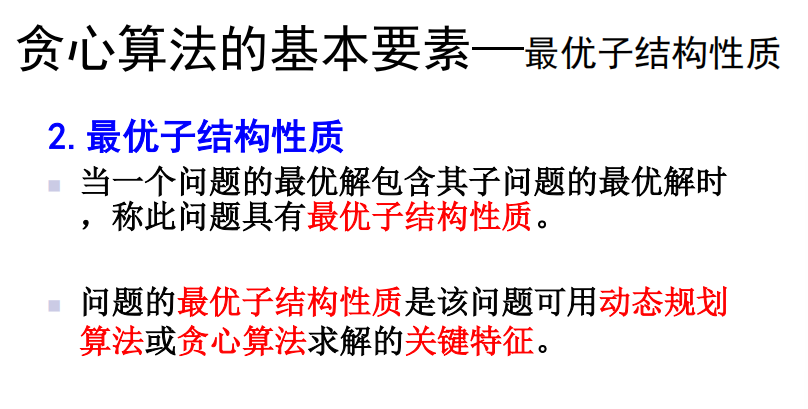 贪心算法的基本要素—最优子结构性质
2.最优子结构性质
当一个问题的最优解包含其子问题的最优解时
，称此问题具有最优子结构性质。
问题的最优子结构性质是该问题可用动态规划
算法或贪心算法求解的关键特征。